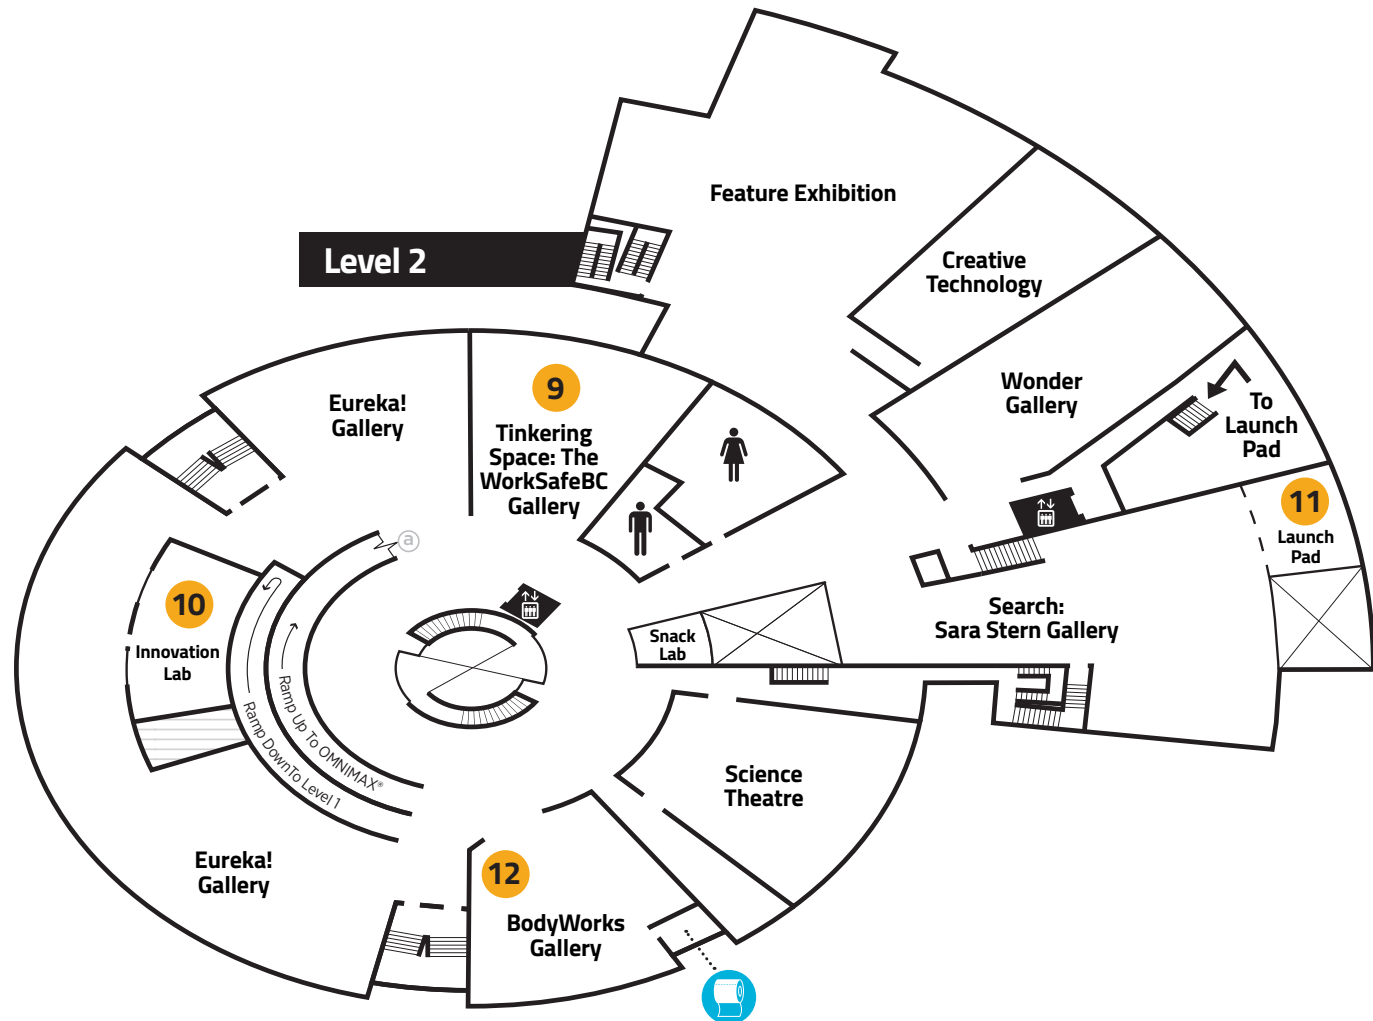 Feature Exhibition
Level 2
Creative
Technology
Eureka!
Gallery
9
Tinkering
Space: The
WorkSafeBC
Gallery
Wonder
Gallery
To
Launch
Pad
11
Launch
Pad
a
10
Innovation
Lab
Ramp Up To OMNIMAX®
Ramp DownTo Level 1
Snack
Lab
Search:
Sara Stern Gallery
Science
Theatre
Eureka!
Gallery
12
BodyWorks
Gallery